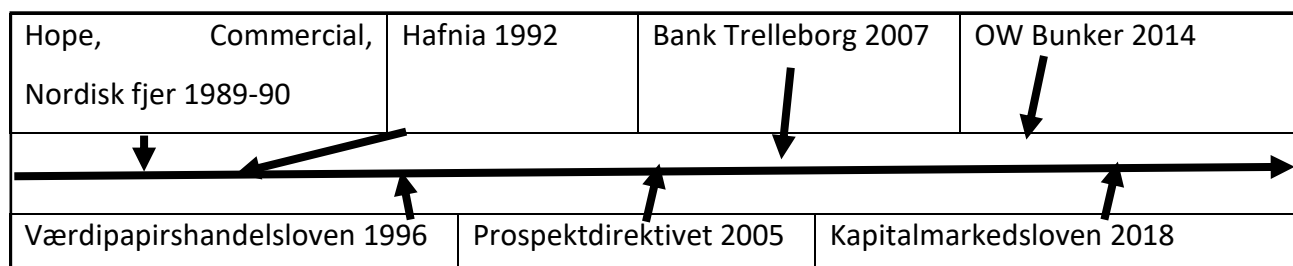 Hope, Commercial,
Nordisk fjer 1989-90
Hafnia 1992
Bank Trelleborg 2007
OW Bunker 2014
Værdipapirshandelsloven 1996
Prospektdirektivet 2005
Kapitalmarkedsloven 2018